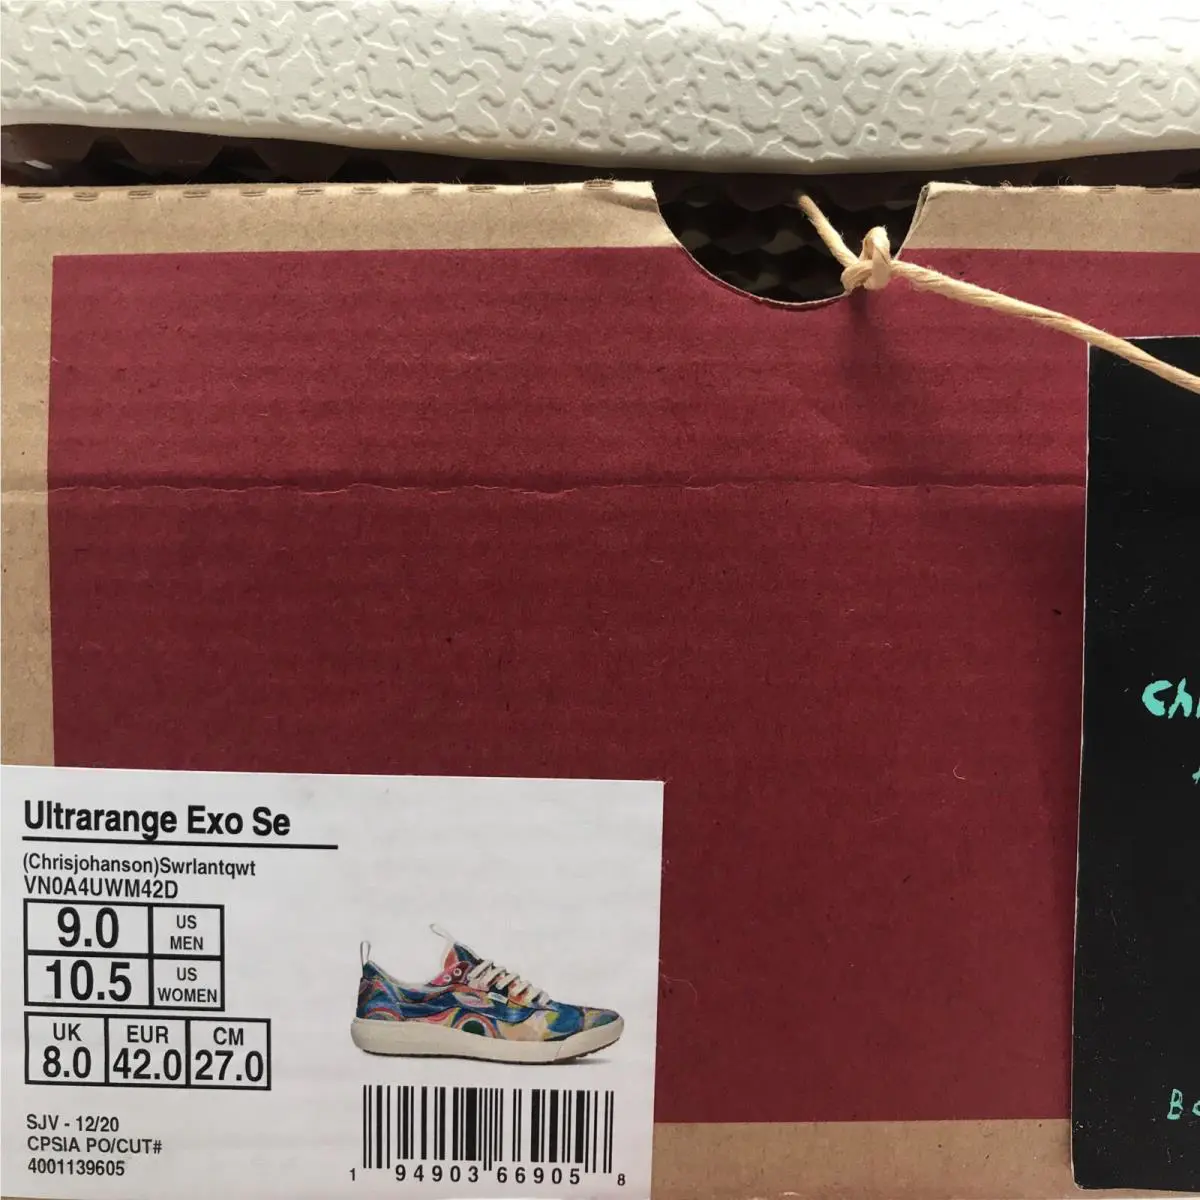 Ultrarange Exo Se
(Chrisjohanson)Swrlantqwt
VN0A4UWM42D
9.0 US MEN
10.5 US WOMEN
UK EUR CM
8.0 42.0 27.0
SJV - 12/20
CPSIA PO/CUT#
4001139605
1 94903 66905 8